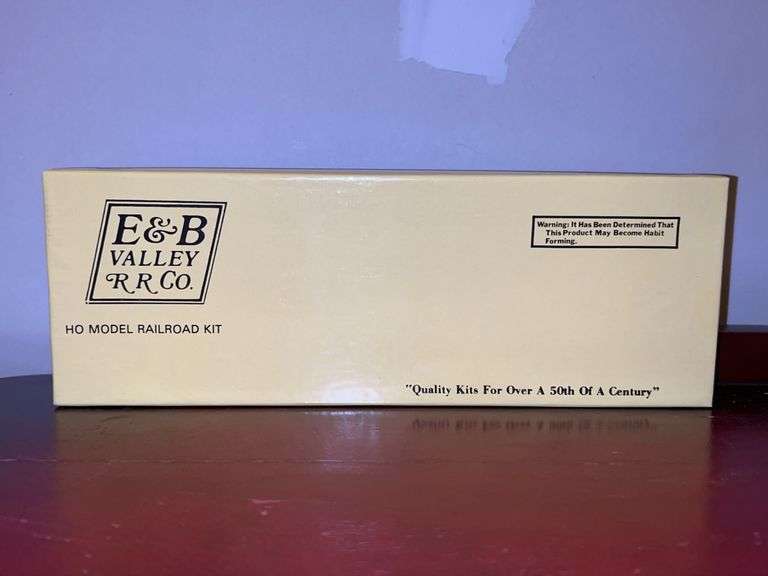 E&B
VALLEY
R R CO.
HO MODEL RAILROAD KIT
Warning: It Has Been Determined That
This Product May Become Habit
Forming.
"Quality Kits For Over A 50th Of A Century"